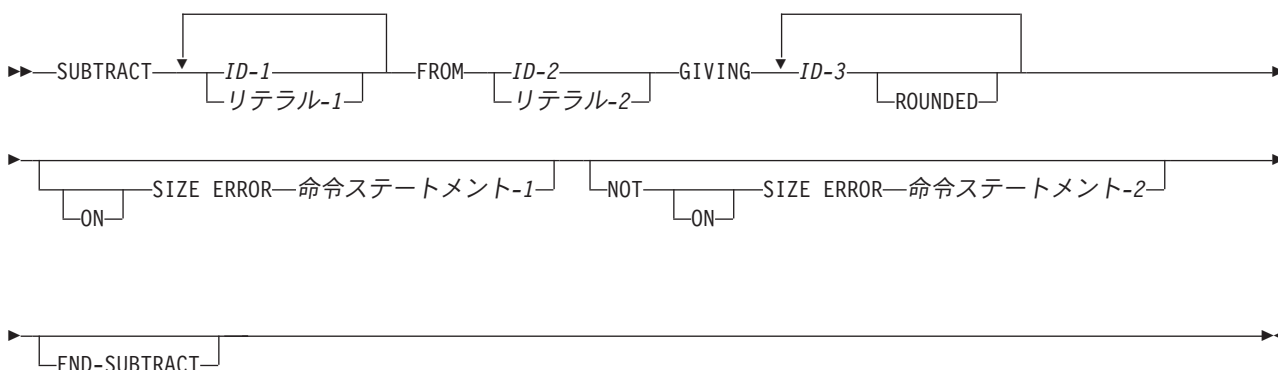 SUBTRACT ID-1 FROM ID-2 GIVING ID-3
リテラル-1 リテラル-2 ROUNDED
SIZE ERROR 命令ステートメント-1 NOT SIZE ERROR 命令ステートメント-2
ON ON
END-SUBTRACT